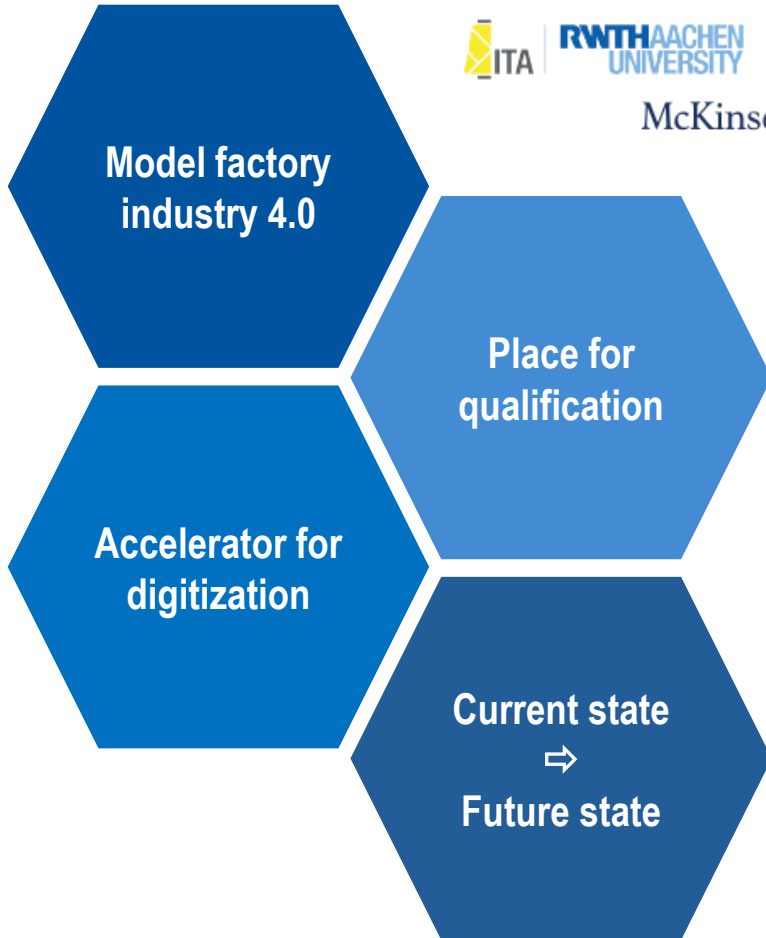 ITA
RWTHAACHEN
UNIVERSITY
Model factory
industry 4.0
Place for
qualification
Accelerator for
digitization
Current state
⇨
Future state